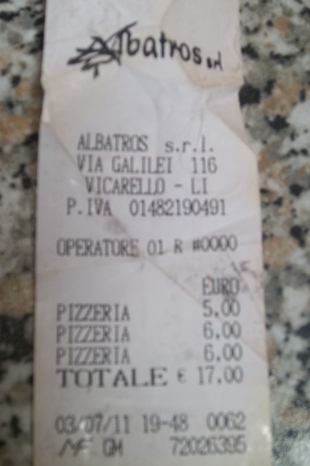 Albatros srl
ALBATROS s.r.l.
VIA GALILEI 116
VICARELLO - LI
P.IVA 01482190491
OPERATORE 01 R #0000
EURO
PIZZERIA 5.00
PIZZERIA 6.00
PIZZERIA 6.00
TOTALE € 17.00
03/07/11 19-48 0062
MF GM 72026395